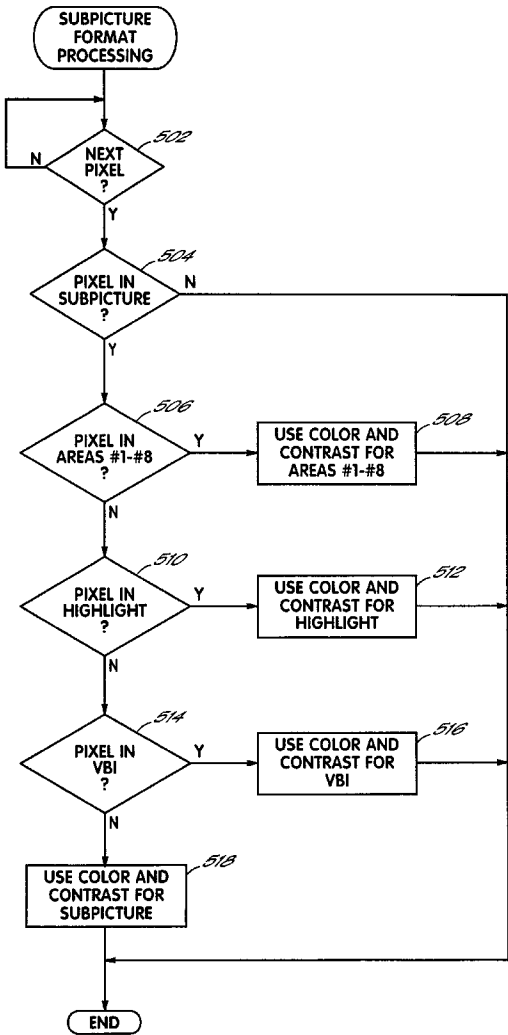 SUBPICTURE
FORMAT
PROCESSING
502
N
NEXT
PIXEL
?
Y
504
N
PIXEL IN
SUBPICTURE
?
Y
506
PIXEL IN
AREAS #1-#8
?
Y
N
508
USE COLOR AND
CONTRAST FOR
AREAS #1-#8
510
PIXEL IN
HIGHLIGHT
?
Y
N
512
USE COLOR AND
CONTRAST FOR
HIGHLIGHT
514
PIXEL IN
VBI
?
Y
N
516
USE COLOR AND
CONTRAST FOR
VBI
518
USE COLOR AND
CONTRAST FOR
SUBPICTURE
END